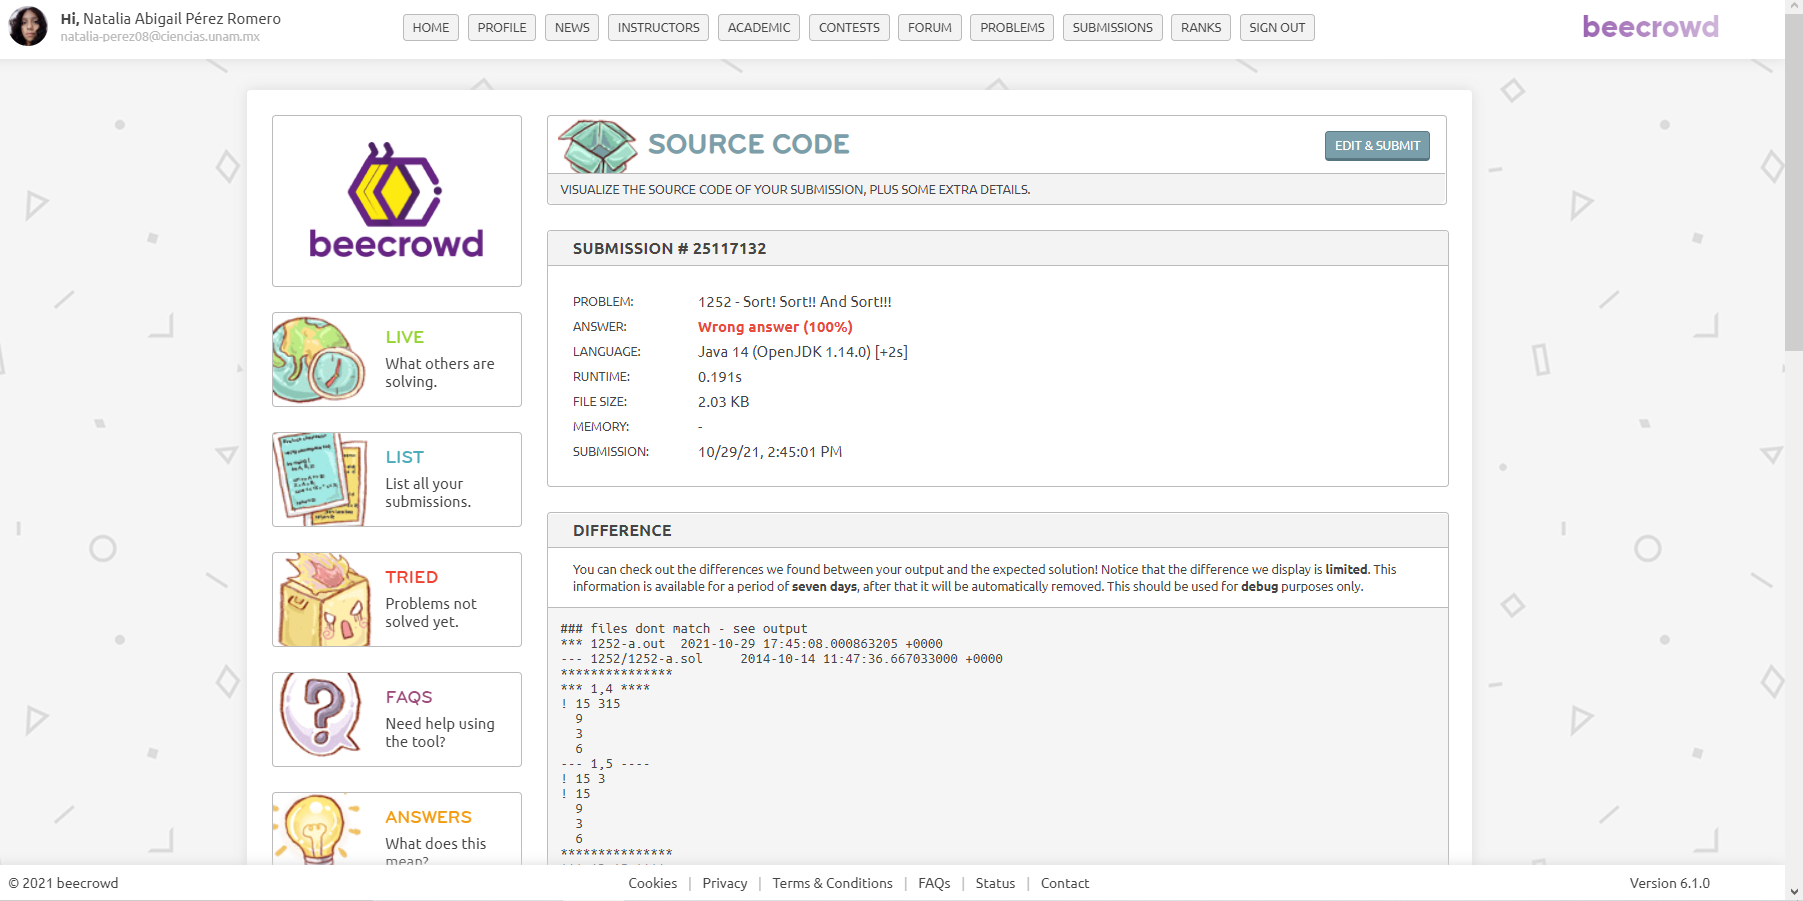 Hi, Natalia Abigail Pérez Romero
natalia-perez08@ciencias.unam.mx
HOME
PROFILE
NEWS
INSTRUCTORS
ACADEMIC
CONTESTS
FORUM
PROBLEMS
SUBMISSIONS
RANKS
SIGN OUT
beecrowd
beecrowd
LIVE
What others are
solving.
LIST
List all your
submissions.
TRIED
Problems not
solved yet.
FAQS
Need help using
the tool?
ANSWERS
What does this
mean?
SOURCE CODE
EDIT & SUBMIT
VISUALIZE THE SOURCE CODE OF YOUR SUBMISSION, PLUS SOME EXTRA DETAILS.
SUBMISSION # 25117132
PROBLEM: 1252 - Sort! Sort!! And Sort!!!
ANSWER: Wrong answer (100%)
LANGUAGE: Java 14 (OpenJDK 1.14.0) [+2s]
RUNTIME: 0.191s
FILE SIZE: 2.03 KB
MEMORY: -
SUBMISSION: 10/29/21, 2:45:01 PM
DIFFERENCE
You can check out the differences we found between your output and the expected solution! Notice that the difference we display is limited. This
information is available for a period of seven days, after that it will be automatically removed. This should be used for debug purposes only.
### files dont match - see output
*** 1252-a.out  2021-10-29 17:45:08.000863205 +0000
--- 1252/1252-a.sol     2014-10-14 11:47:36.667033000 +0000
***************
*** 1,4 ****
! 15 315
  9
  3
  6
--- 1,5 ----
! 15 3
! 15
  9
  3
  6
***************
© 2021 beecrowd
Cookies | Privacy | Terms & Conditions | FAQs | Status | Contact
Version 6.1.0